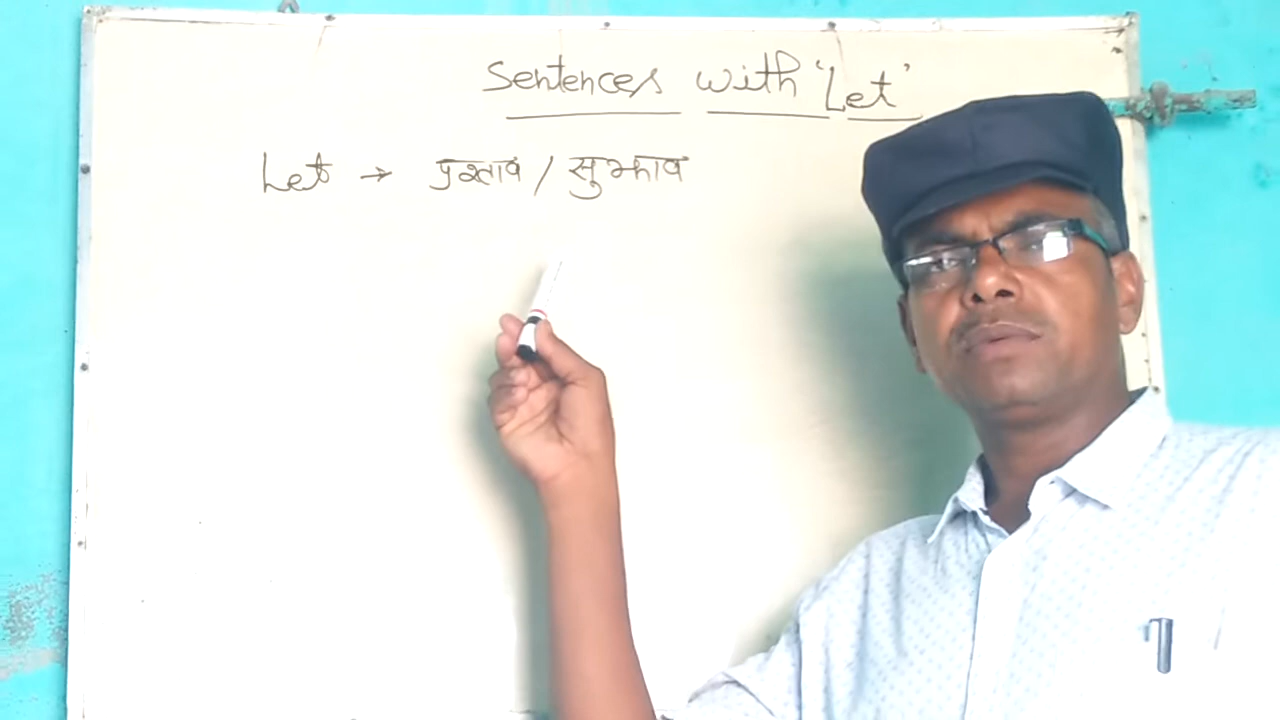 Sentences with 'Let'
Let → प्रस्ताव / सुझाव